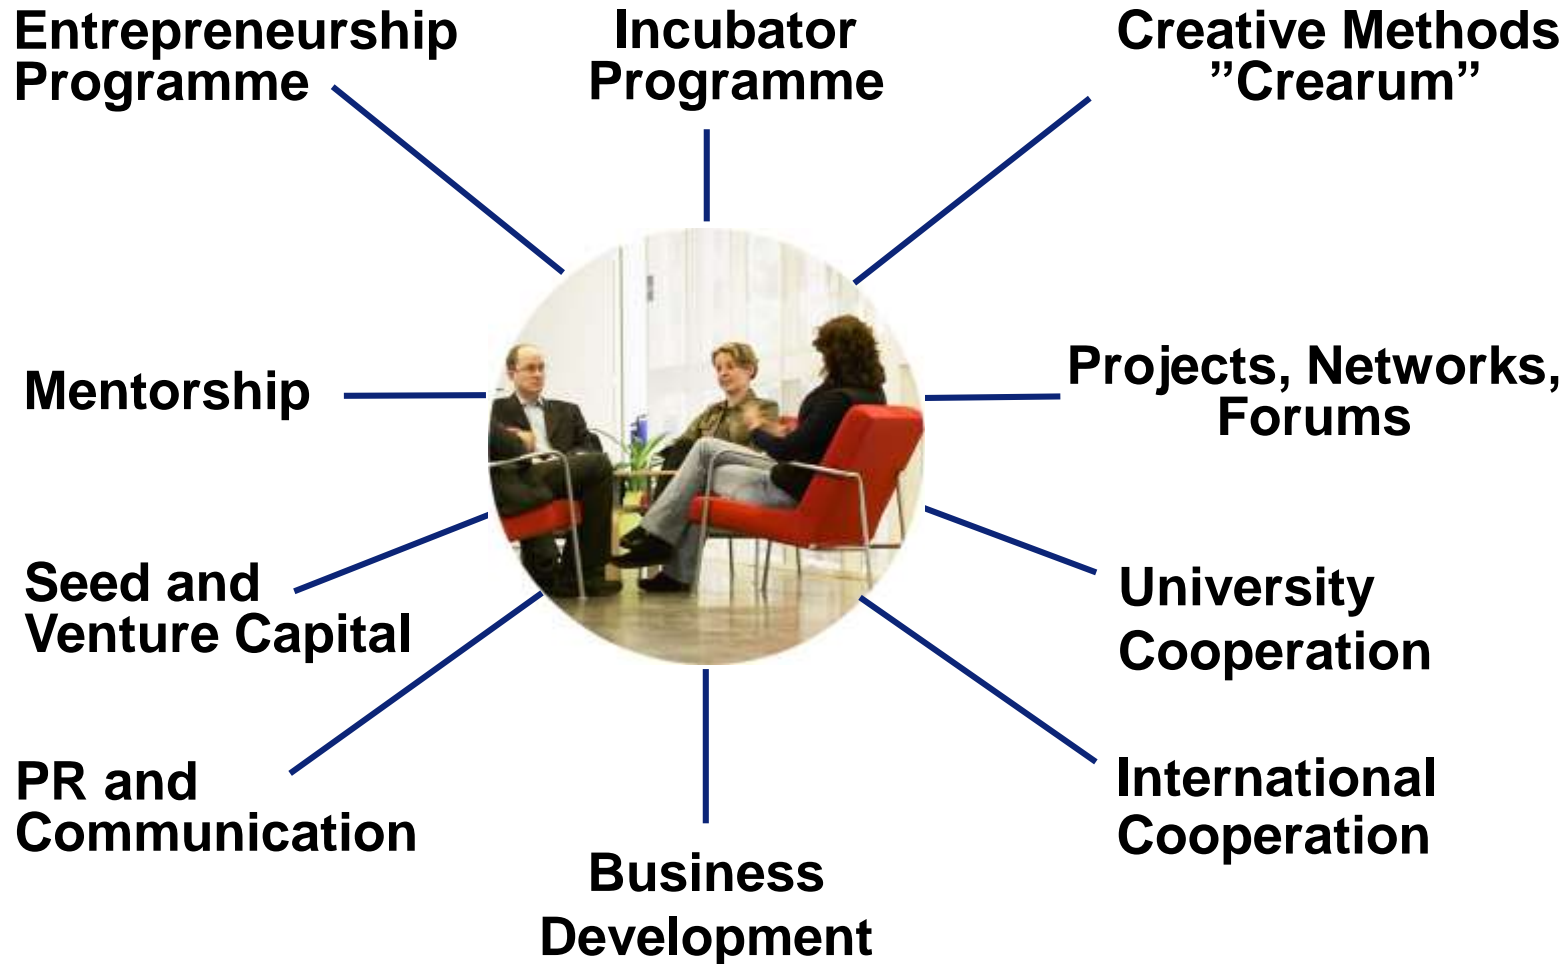 Entrepreneurship
Programme
Incubator
Programme
Creative Methods
”Crearum”
Mentorship
Projects, Networks,
Forums
Seed and
Venture Capital
University
Cooperation
PR and
Communication
International
Cooperation
Business
Development